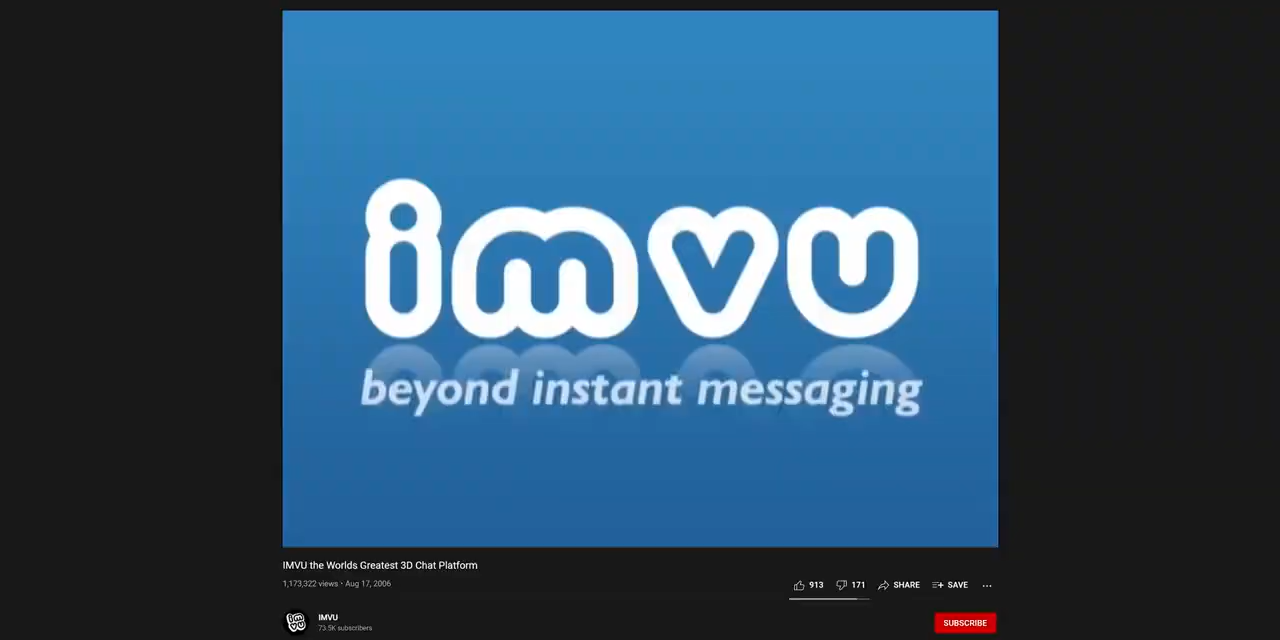 imvu
beyond instant messaging
IMVU the Worlds Greatest 3D Chat Platform
1,173,322 views • Aug 17, 2006
913 171 SHARE SAVE ...
imvu
IMVU
73.5K subscribers
SUBSCRIBE